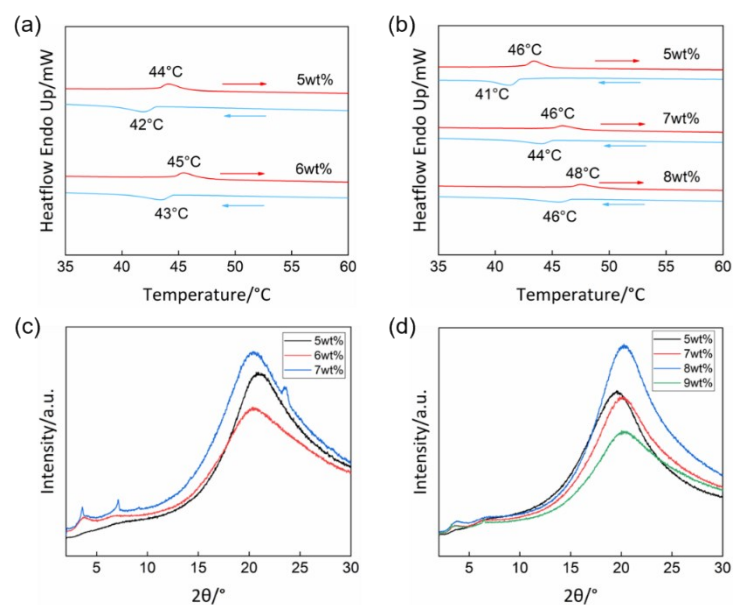 (a)
Heatflow Endo Up/mW
44°C
5wt%
42°C
45°C
6wt%
43°C
35 40 45 50 55 60
Temperature/°C
(b)
Heatflow Endo Up/mW
46°C
5wt%
41°C
46°C
7wt%
44°C
48°C
8wt%
46°C
35 40 45 50 55 60
Temperature/°C
(c)
Intensity/a.u.
5wt%
6wt%
7wt%
5 10 15 20 25 30
2θ/°
(d)
Intensity/a.u.
5wt%
7wt%
8wt%
9wt%
5 10 15 20 25 30
2θ/°